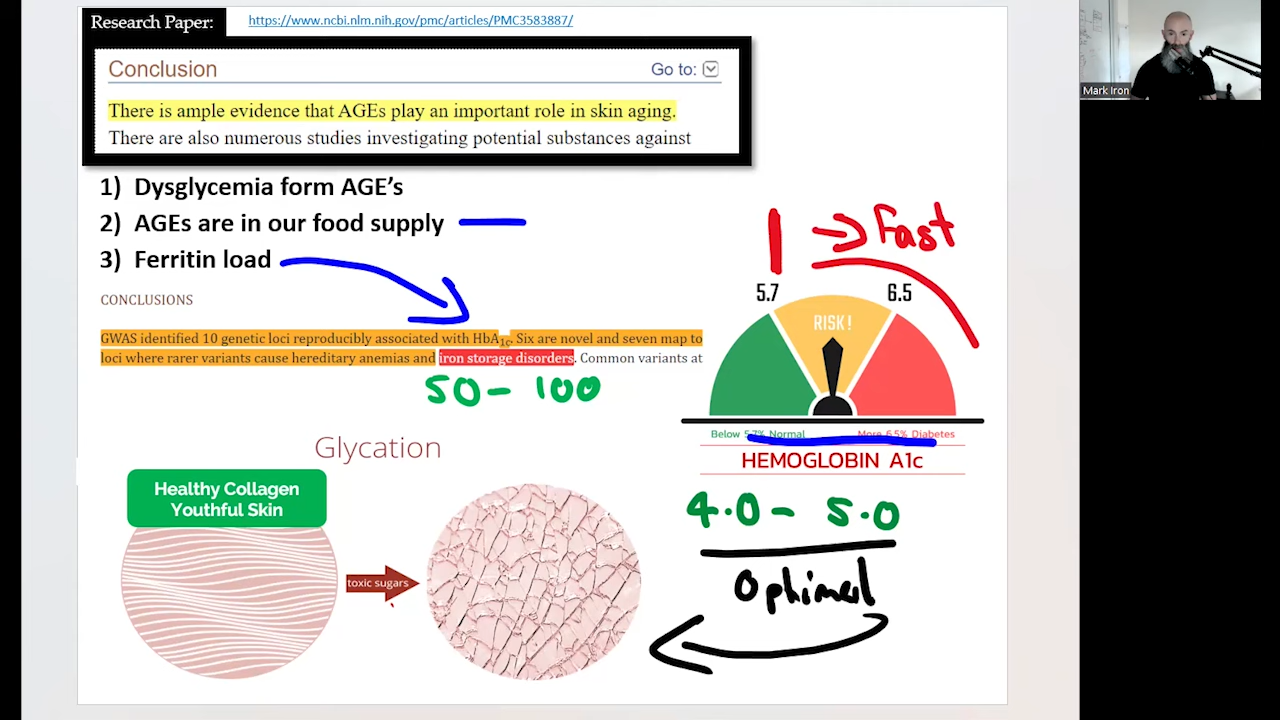 Research Paper:
https://www.ncbi.nlm.nih.gov/pmc/articles/PMC3583887/
Mark Iron
Conclusion
Go to:
There is ample evidence that AGEs play an important role in skin aging.
There are also numerous studies investigating potential substances against
1) Dysglycemia form AGE’s
2) AGEs are in our food supply
3) Ferritin load
CONCLUSIONS
GWAS identified 10 genetic loci reproducibly associated with HbA1c. Six are novel and seven map to
loci where rarer variants cause hereditary anemias and iron storage disorders. Common variants at
50 - 100
Fast
5.7
6.5
RISK!
Below 5.7% Normal
More 6.5% Diabetes
HEMOGLOBIN A1c
4.0 - 5.0
Optimal
Glycation
Healthy Collagen
Youthful Skin
toxic sugars